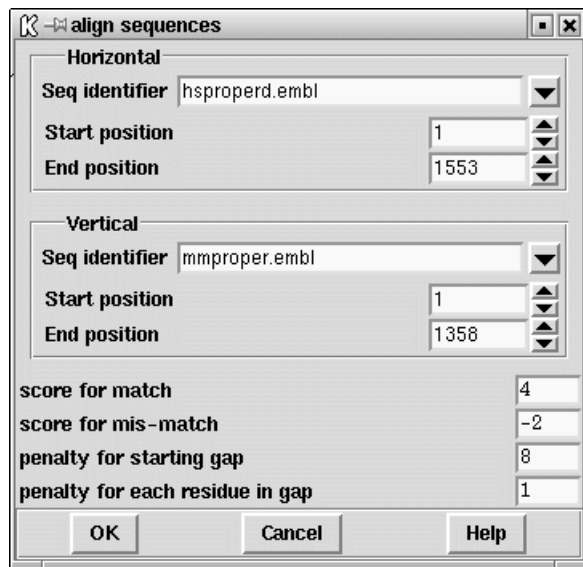 align sequences
Horizontal
Seq identifier hsproperd.embl
Start position 1
End position 1553
Vertical
Seq identifier mmproper.embl
Start position 1
End position 1358
score for match 4
score for mis-match -2
penalty for starting gap 8
penalty for each residue in gap 1
OK Cancel Help